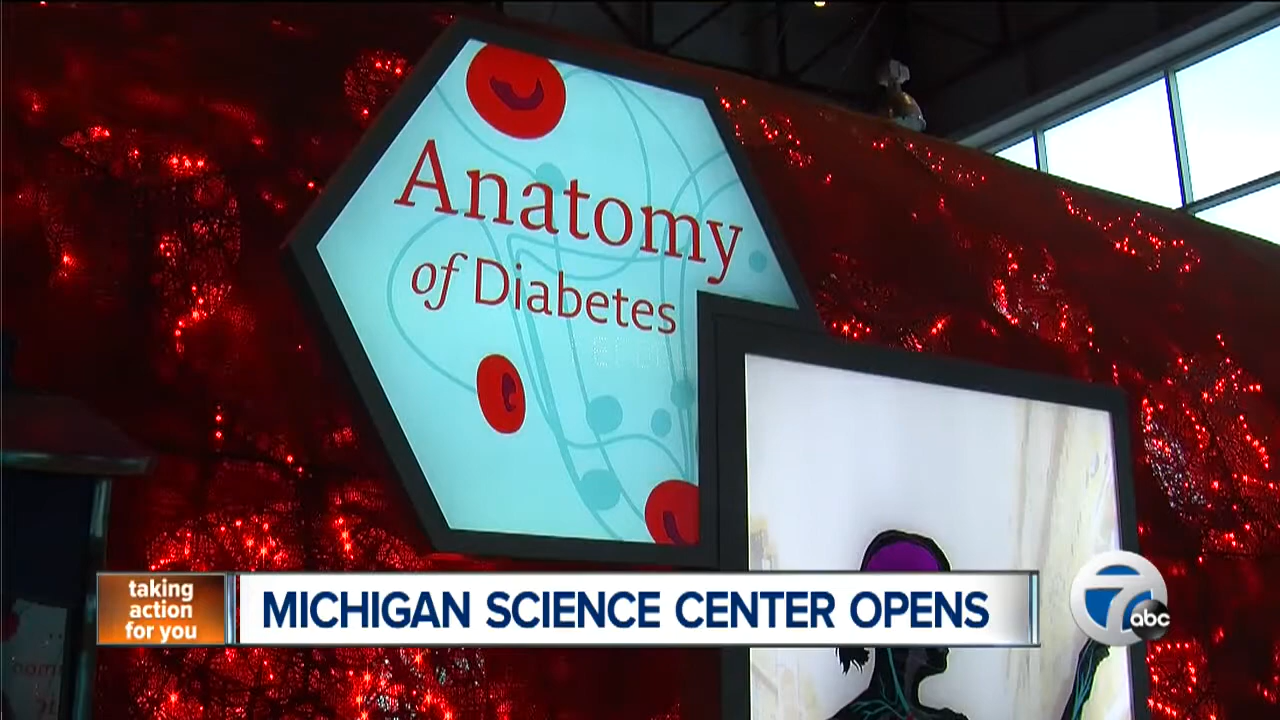 Anatomy
of Diabetes
taking
action
for you
MICHIGAN SCIENCE CENTER OPENS
7
abc